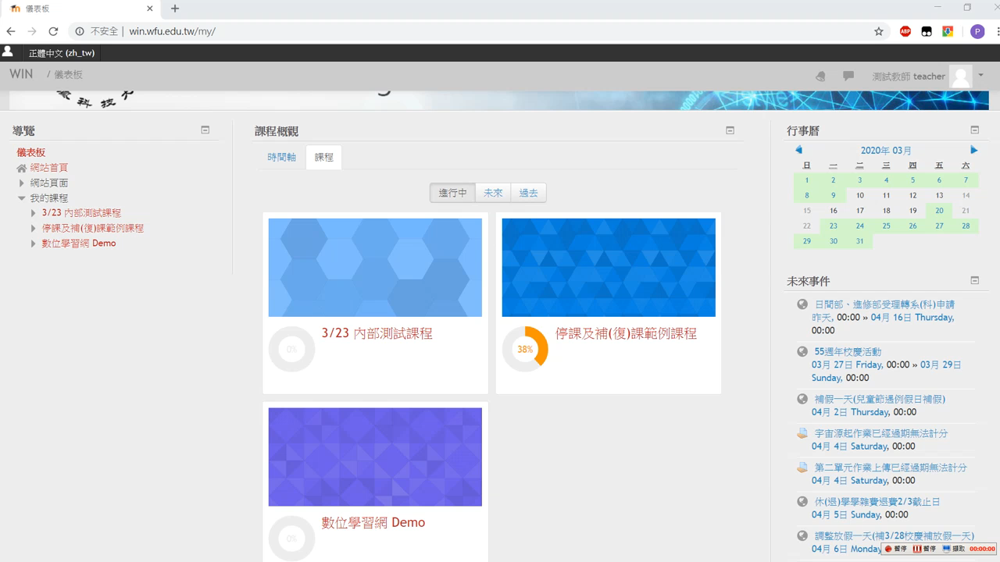 儀表板
不安全 | win.wfu.edu.tw/my/
ABP
P
正體中文 (zh_tw)
WIN / 儀表板
測試教師 teacher
科技
導覽
儀表板
網站首頁
網站頁面
我的課程
3/23 內部測試課程
停課及補(復)課範例課程
數位學習網 Demo
課程概觀
時間軸 課程
進行中 未來 過去
0%
3/23 內部測試課程
38%
停課及補(復)課範例課程
0%
數位學習網 Demo
行事曆
2020年 03月
日 一 二 三 四 五 六
1 2 3 4 5 6 7
8 9 10 11 12 13 14
15 16 17 18 19 20 21
22 23 24 25 26 27 28
29 30 31
未來事件
日間部、進修部受理轉系(科)申請
昨天, 00:00 » 04月 16日 Thursday,
00:00
55週年校慶活動
03月 27日 Friday, 00:00 » 03月 29日
Sunday, 00:00
補假一天(兒童節遇例假日補假)
04月 2日 Thursday, 00:00
宇宙源起作業已經過期無法計分
04月 4日 Saturday, 00:00
第二單元作業上傳已經過期無法計分
04月 4日 Saturday, 00:00
休(退)學學雜費退費2/3截止日
04月 5日 Sunday, 00:00
調整放假一天(補3/28校慶補放假一天)
04月 6日 Monday
暫停 暫停 擷取 00:00:00